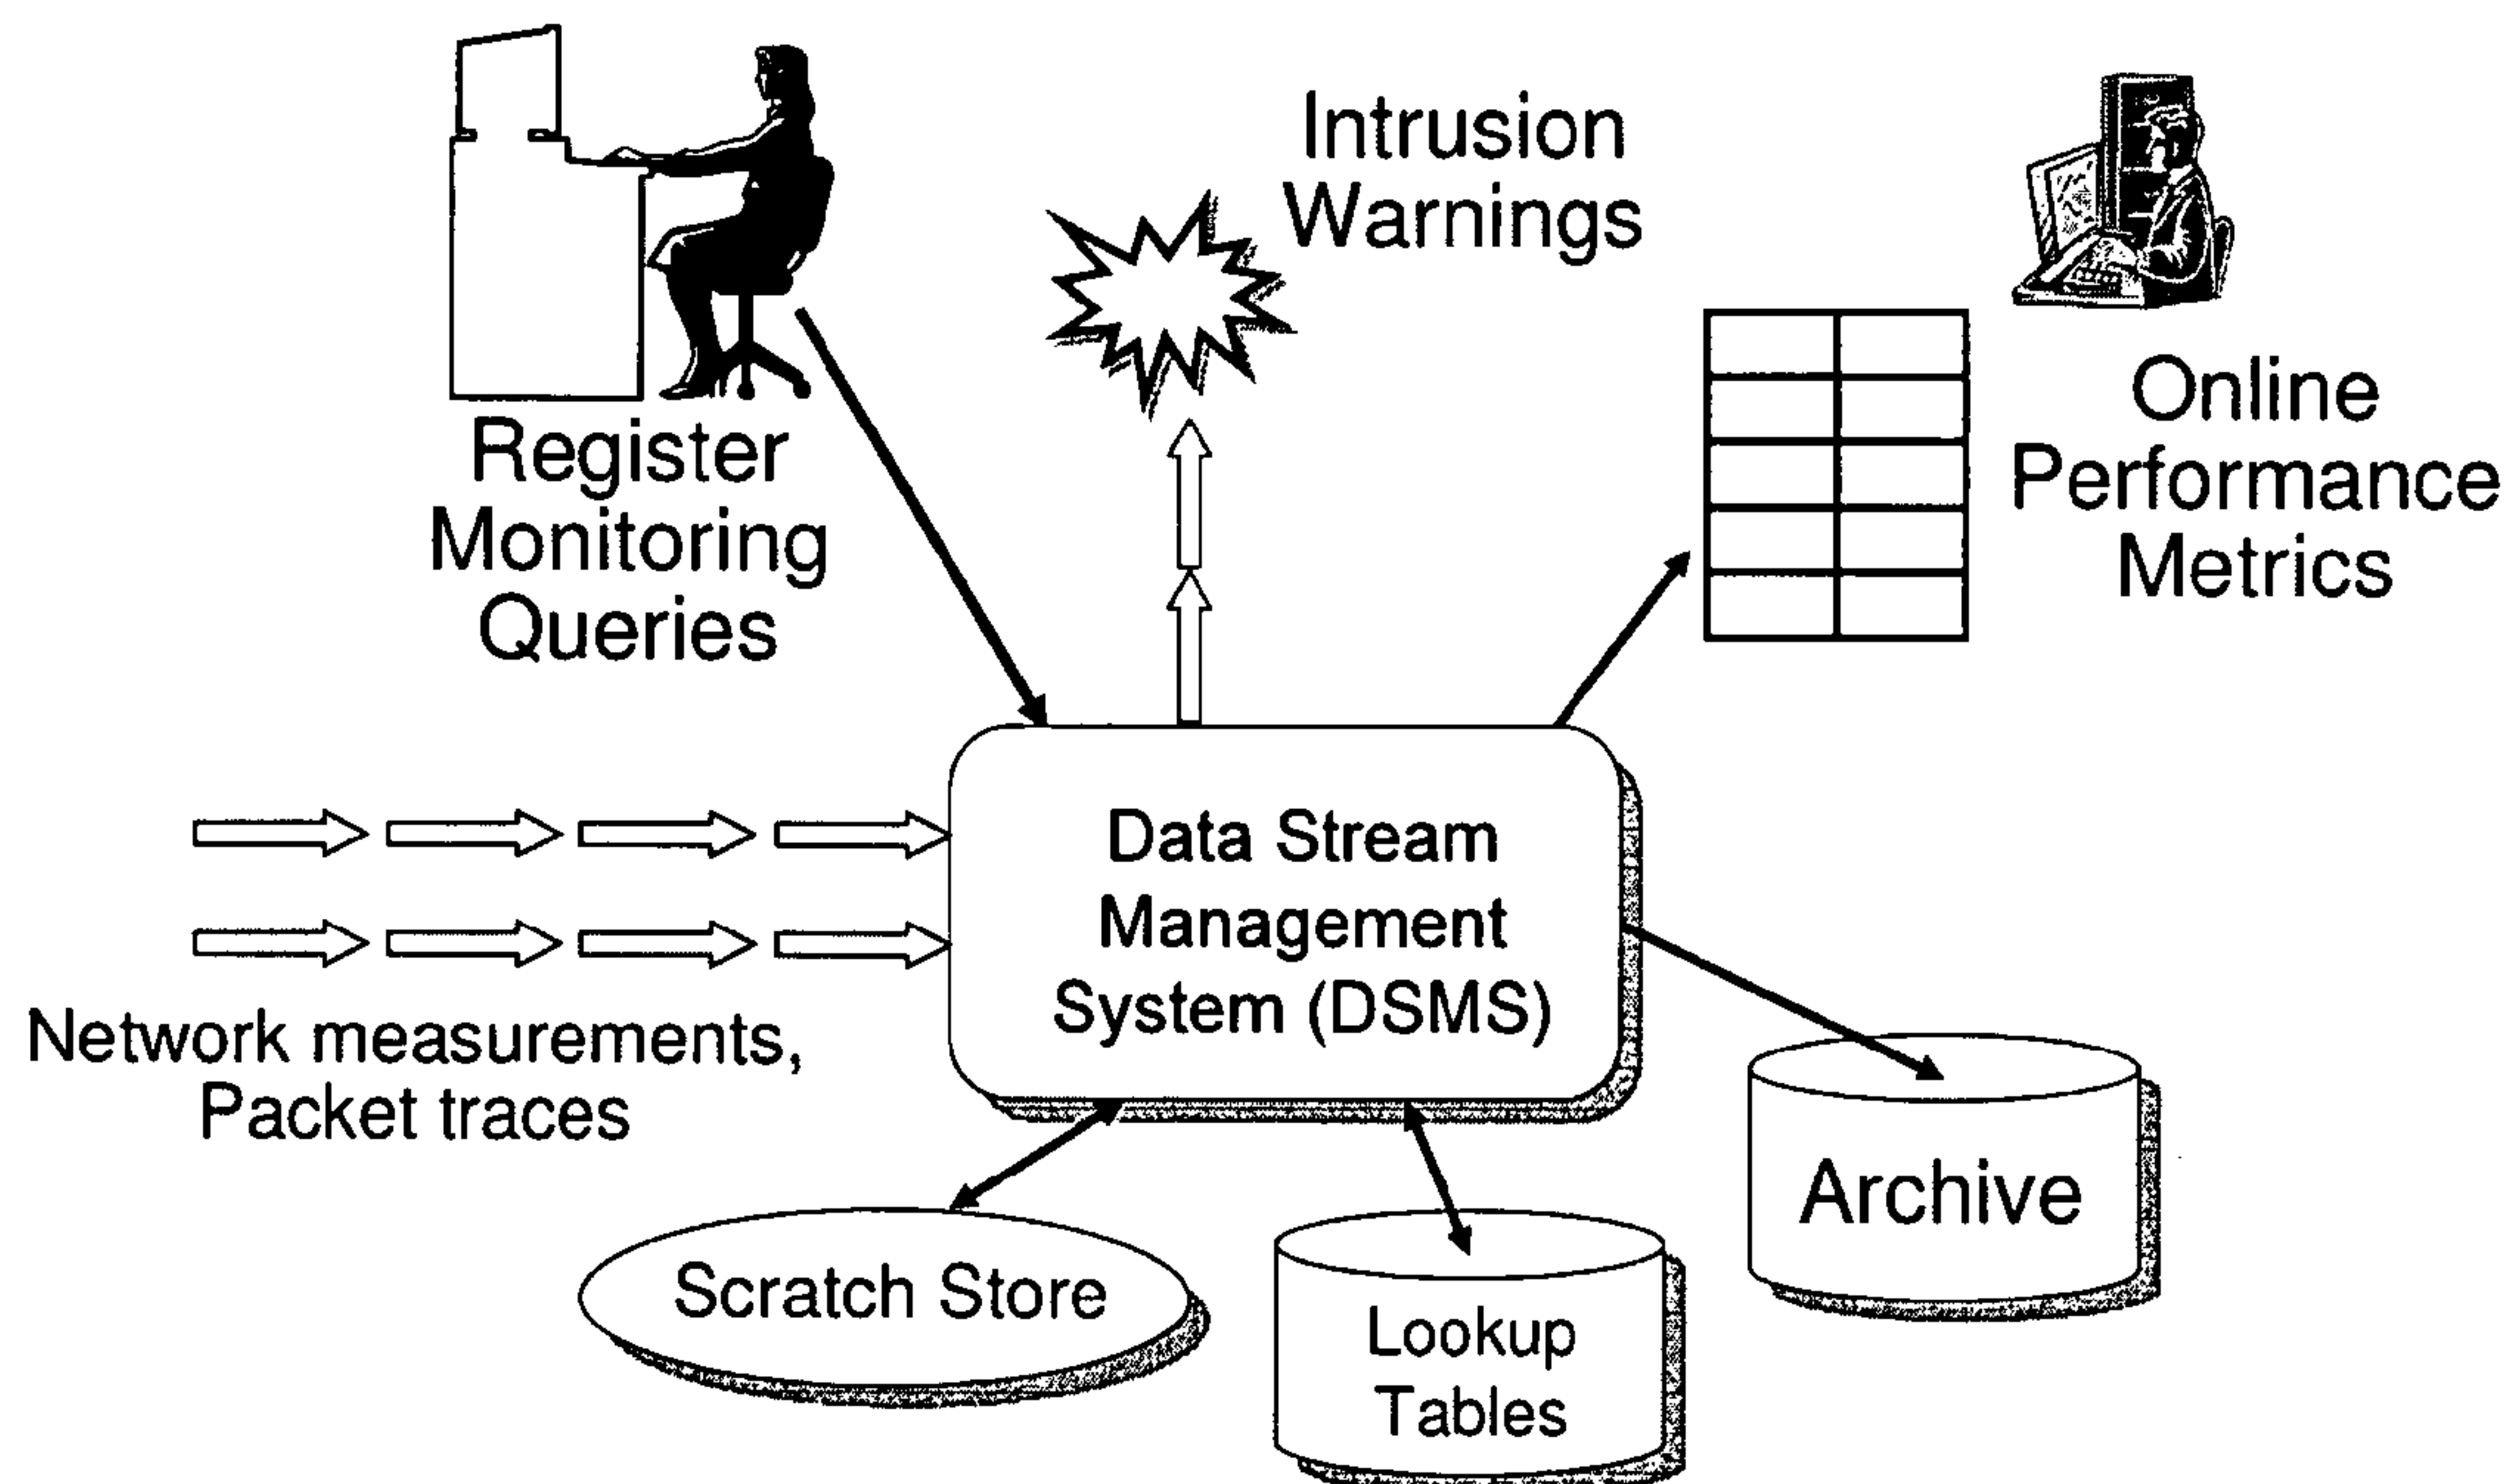 Intrusion
Warnings
Register
Monitoring
Queries
Online
Performance
Metrics
Data Stream
Management
System (DSMS)
Network measurements,
Packet traces
Archive
Scratch Store
Lookup
Tables